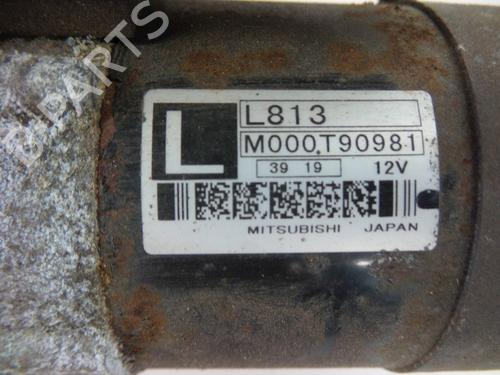 B PARTS
L
L813
M000T90981
39 19 12V
MITSUBISHI JAPAN